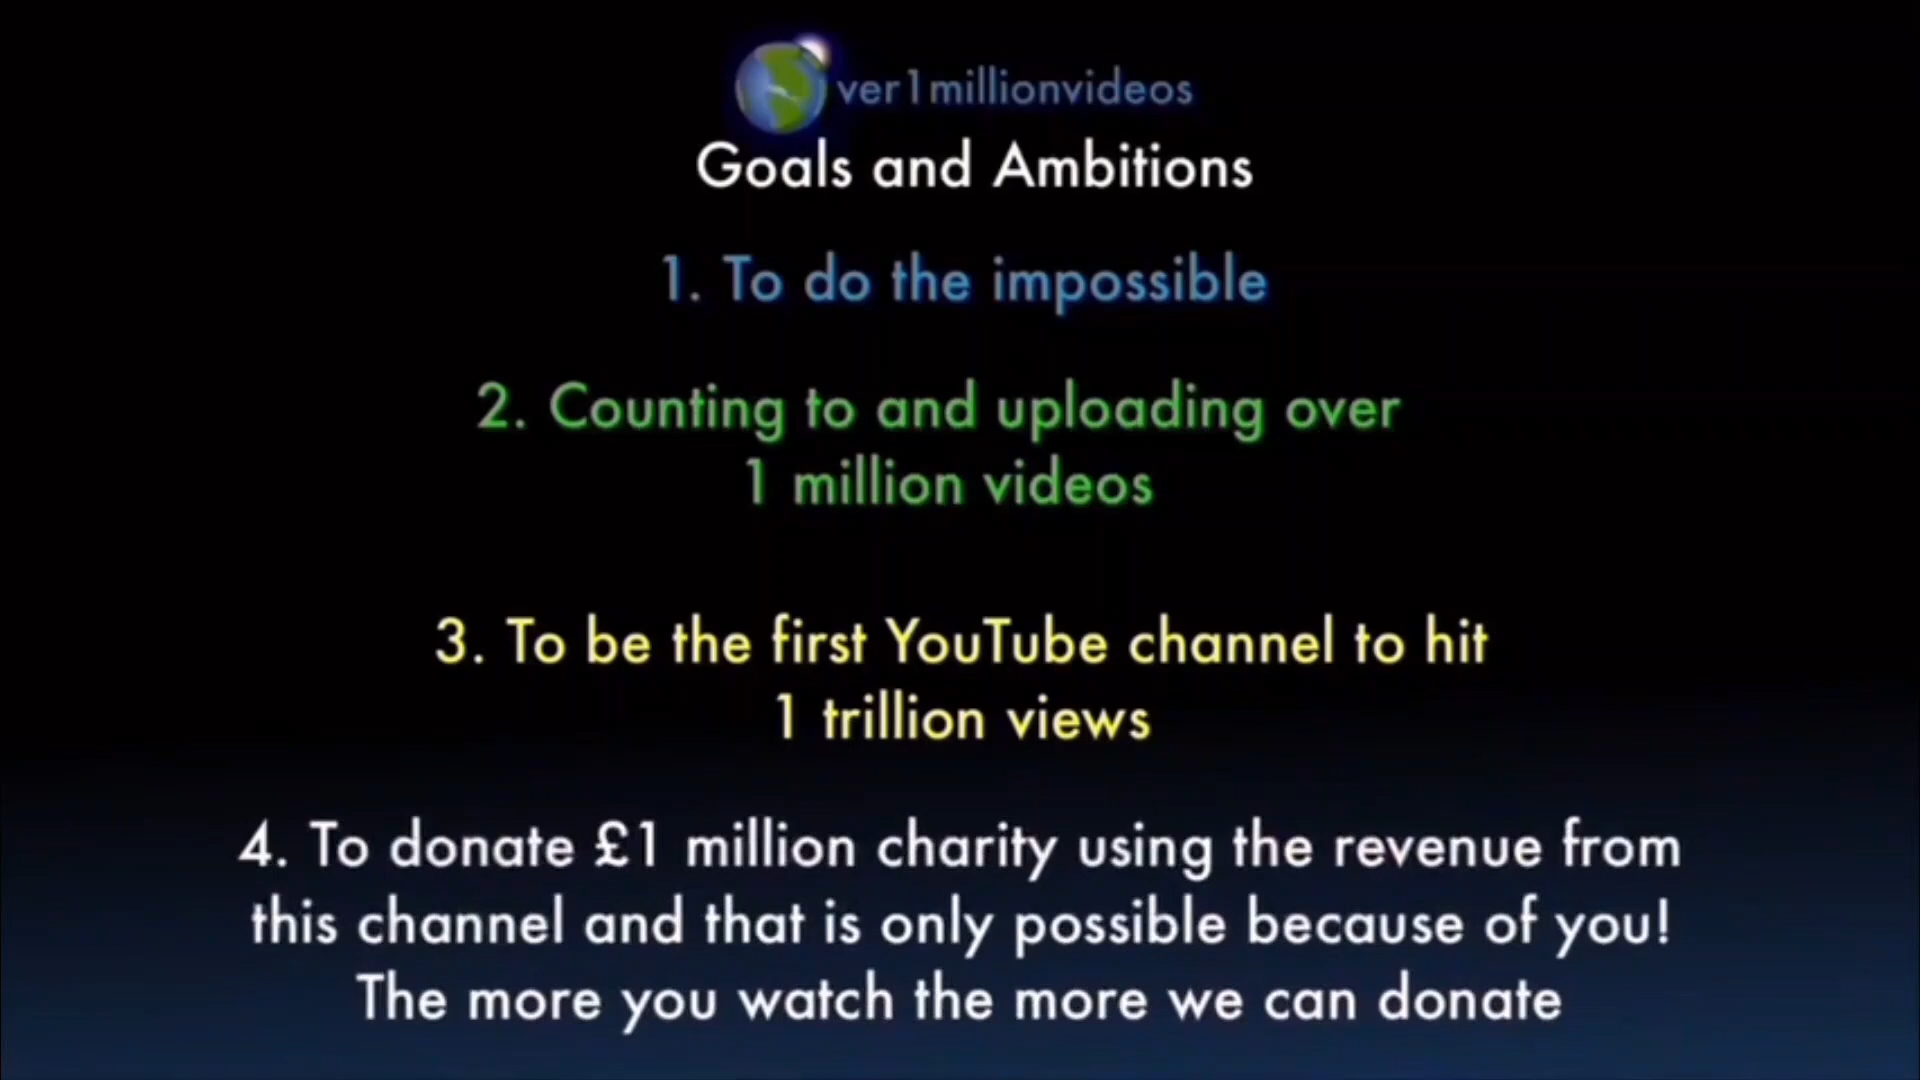 ver1millionvideos
Goals and Ambitions
1. To do the impossible
2. Counting to and uploading over
1 million videos
3. To be the first YouTube channel to hit
1 trillion views
4. To donate £1 million charity using the revenue from
this channel and that is only possible because of you!
The more you watch the more we can donate